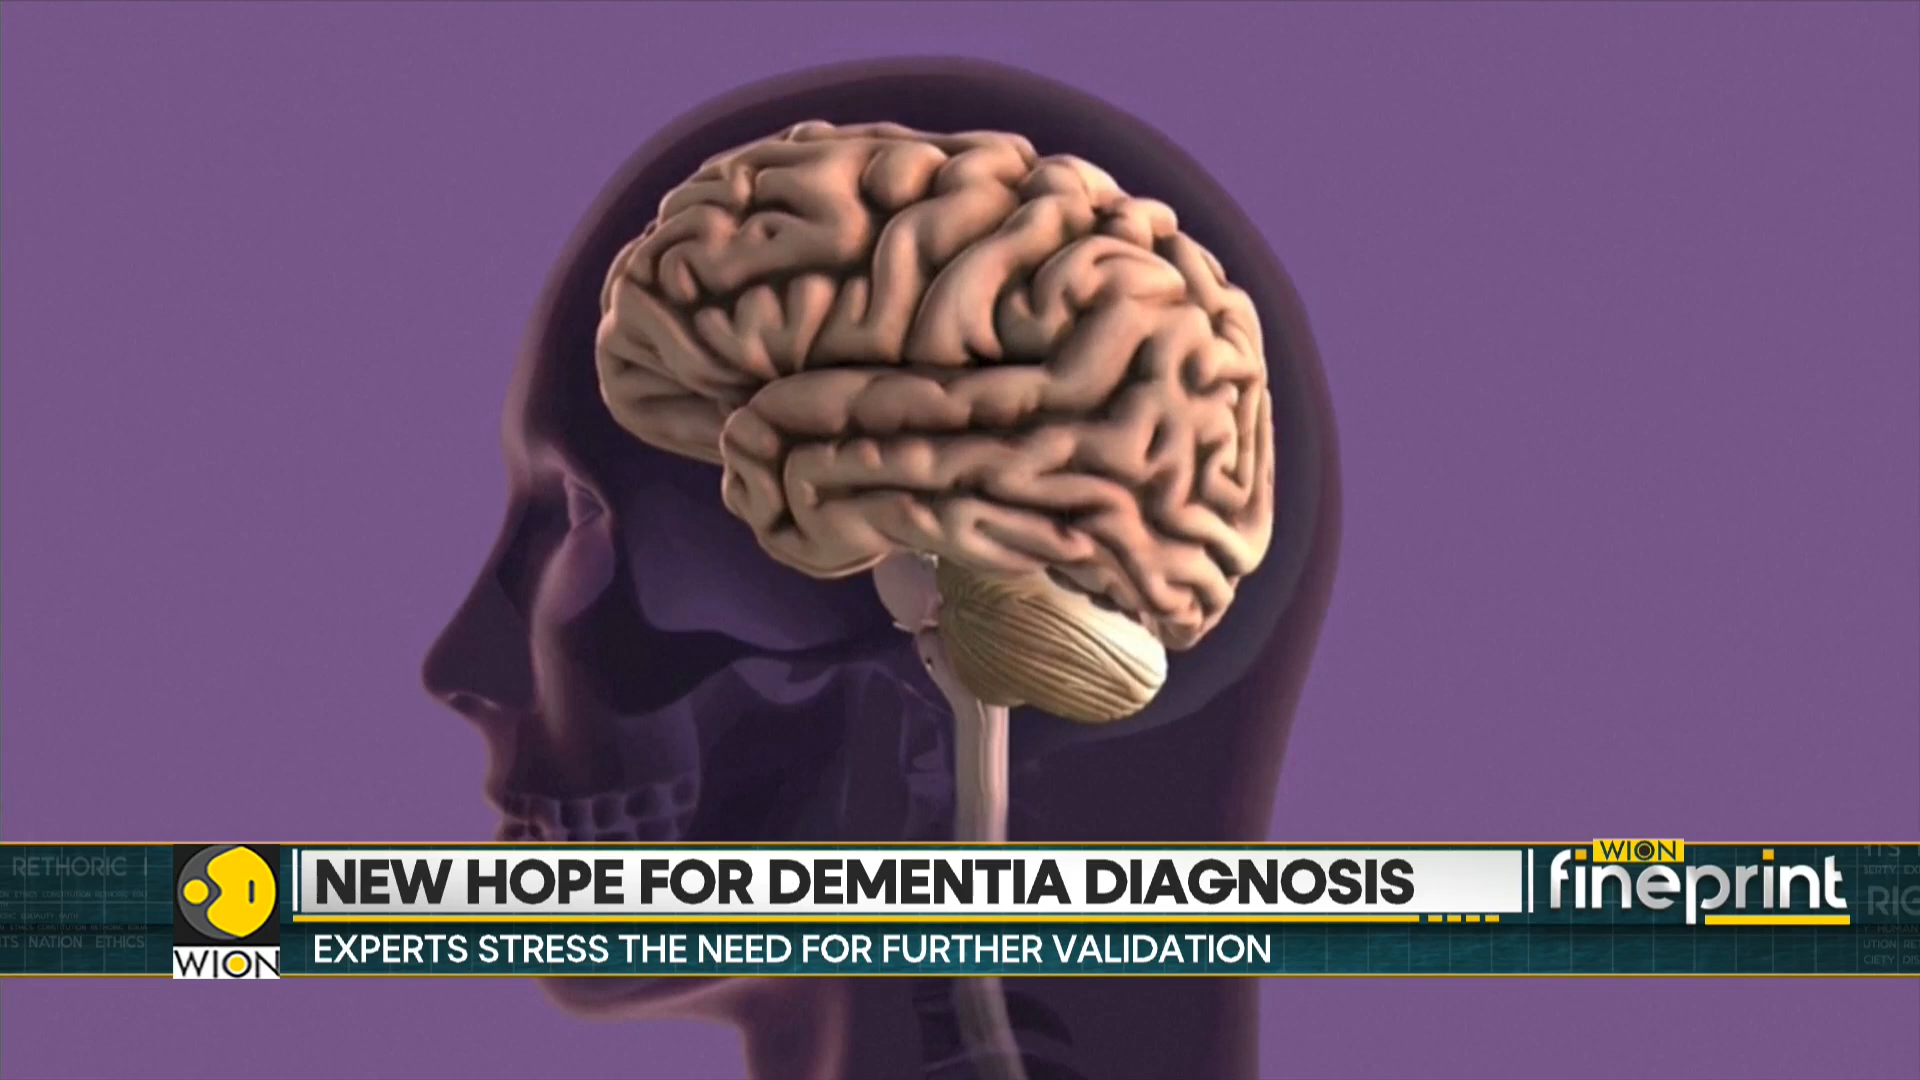 RETHORIC
NEW HOPE FOR DEMENTIA DIAGNOSIS
WION
fineprint
NATION ETHICS
WION
EXPERTS STRESS THE NEED FOR FURTHER VALIDATION